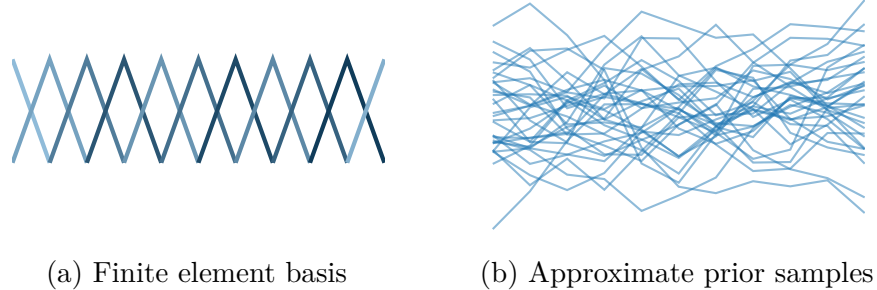 (a) Finite element basis
(b) Approximate prior samples